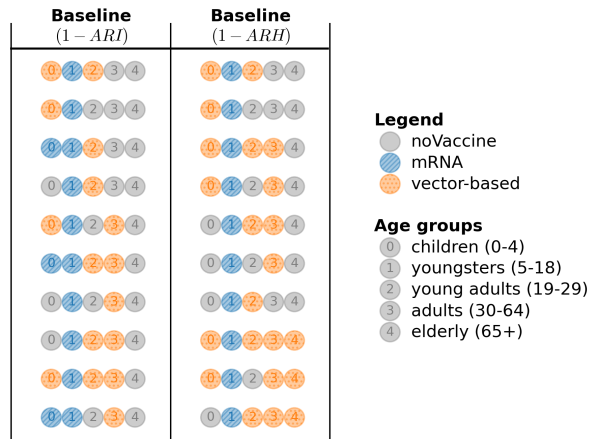 Baseline Baseline
(1 − ARI) (1 − ARH)
0 1 2 3 4 0 1 2 3 4
0 1 2 3 4 0 1 2 3 4
0 1 2 3 4 0 1 2 3 4
0 1 2 3 4 0 1 2 3 4
0 1 2 3 4 0 1 2 3 4
0 1 2 3 4 0 1 2 3 4
0 1 2 3 4 0 1 2 3 4
0 1 2 3 4 0 1 2 3 4
0 1 2 3 4 0 1 2 3 4
0 1 2 3 4 0 1 2 3 4
Legend
noVaccine
mRNA
vector-based
Age groups
0 children (0-4)
1 youngsters (5-18)
2 young adults (19-29)
3 adults (30-64)
4 elderly (65+)